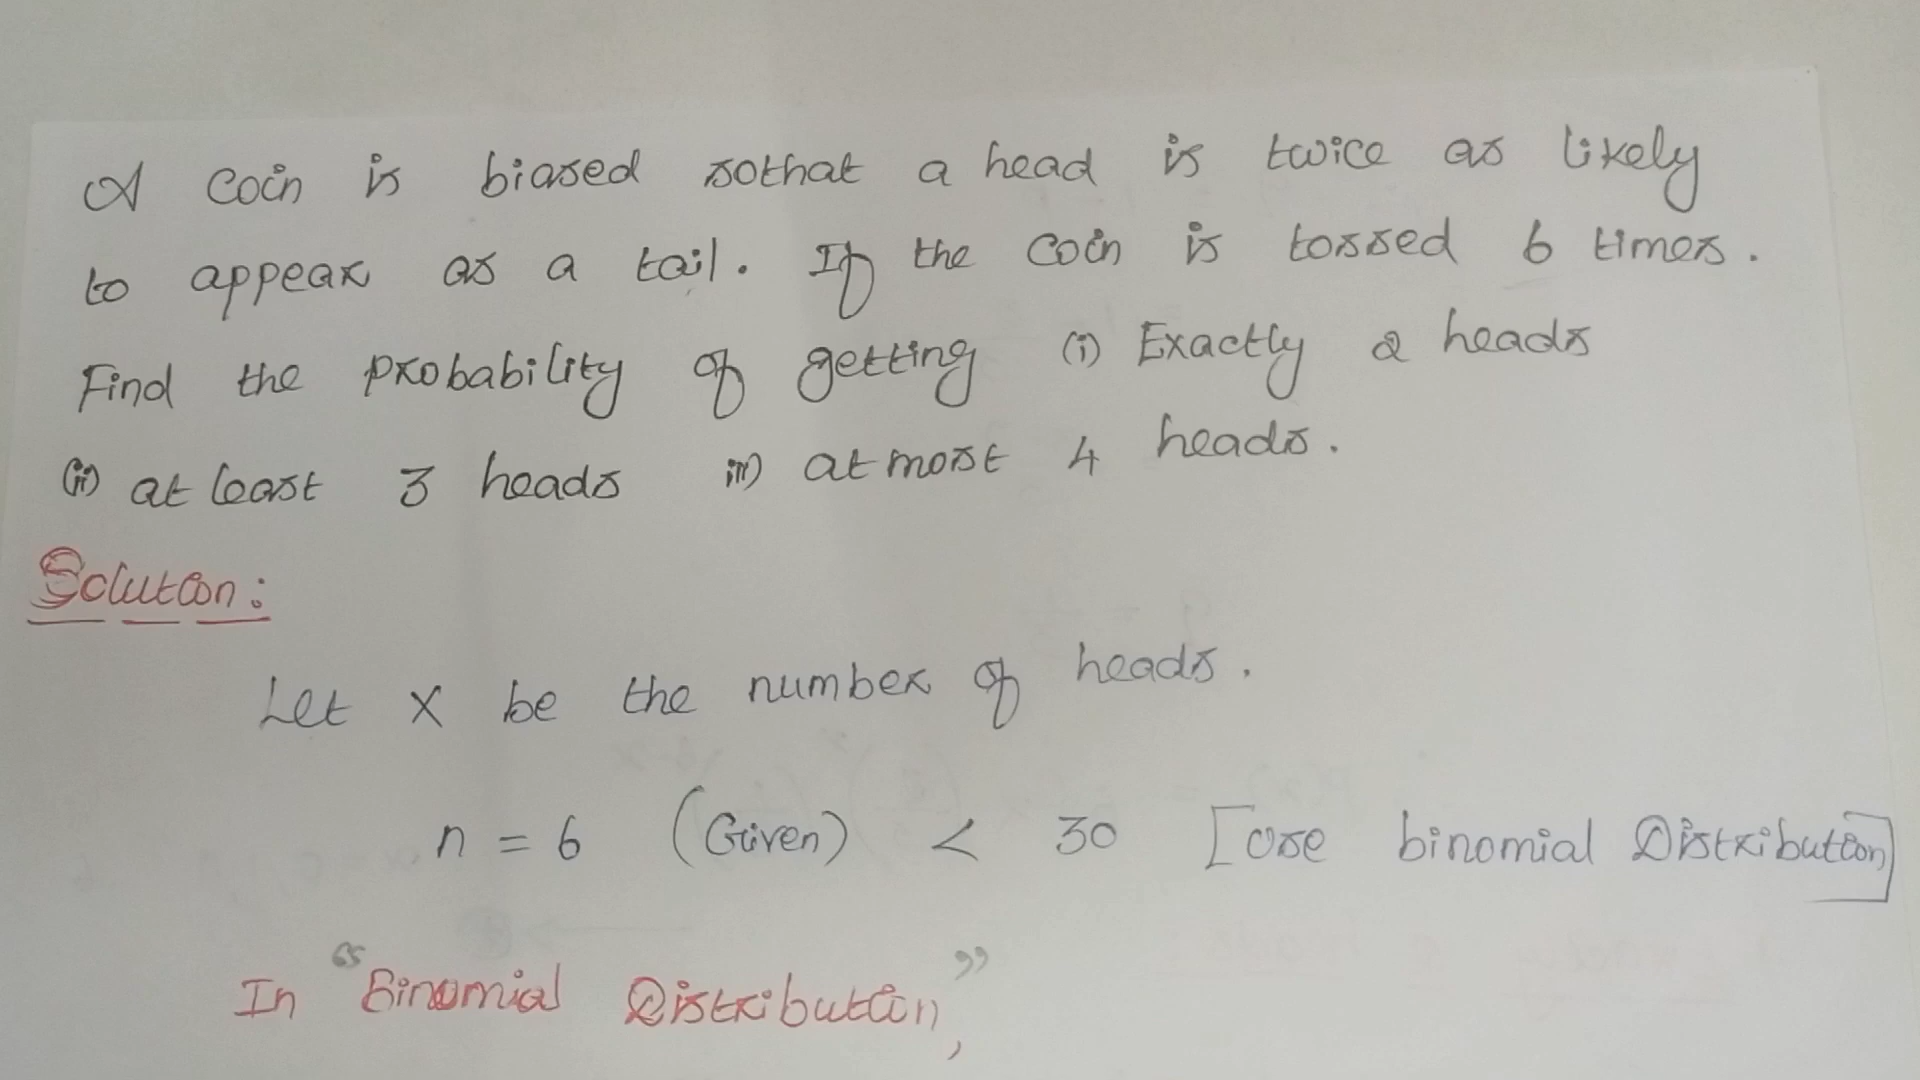 A coin is biased sothat a head is twice as likely
to appear as a tail. If the coin is tossed 6 times.
Find the probability of getting (i) Exactly 2 heads
(ii) at least 3 heads iii) at most 4 heads.
Solution:
Let X be the number of heads.
n = 6 (Given) < 30 [use binomial Distribution]
In "Binomial Distribution,"